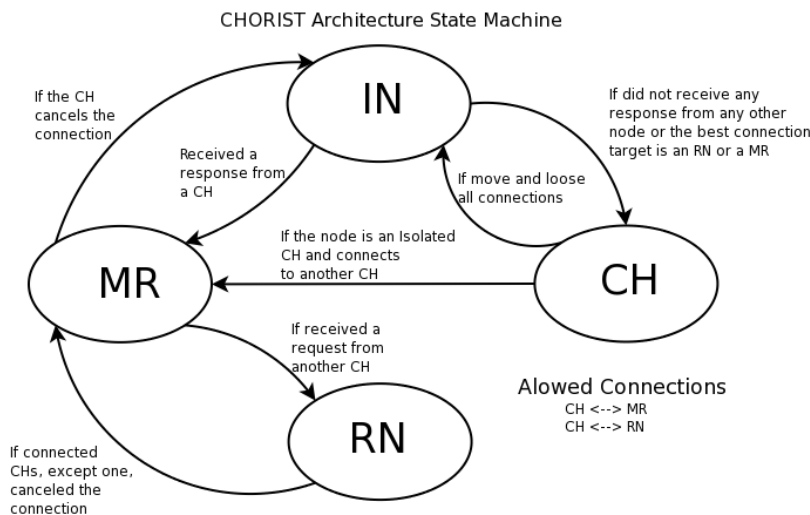 CHORIST Architecture State Machine
IN
If the CH
cancels the
connection
If did not receive any
response from any other
node or the best connection
target is an RN or a MR
Received a
response from
a CH
If move and loose
all connections
If the node is an Isolated
CH and connects
to another CH
MR
CH
If received a
request from
another CH
Alowed Connections
CH <--> MR
CH <--> RN
RN
If connected
CHs, except one,
canceled the
connection